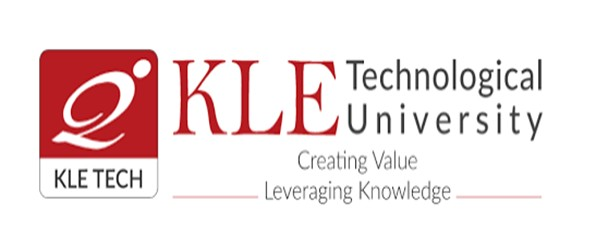 KLE TECH
KLE Technological
University
Creating Value
Leveraging Knowledge